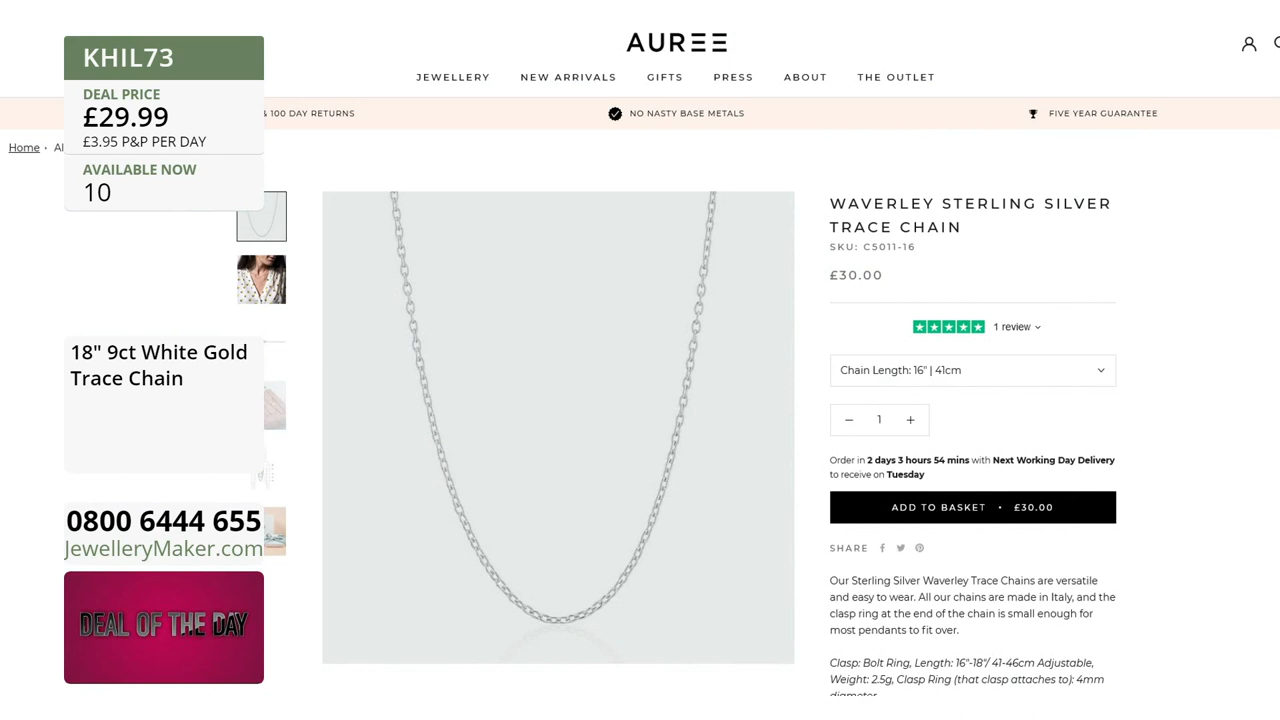 KHIL73
DEAL PRICE
£29.99
£3.95 P&P PER DAY
AVAILABLE NOW
10
18" 9ct White Gold
Trace Chain
0800 6444 655
JewelleryMaker.com
DEAL OF THE DAY
AUREE
JEWELLERY NEW ARRIVALS GIFTS PRESS ABOUT THE OUTLET
& 100 DAY RETURNS NO NASTY BASE METALS FIVE YEAR GUARANTEE
Home
WAVERLEY STERLING SILVER
TRACE CHAIN
SKU: C5011-16
£30.00
1 review
Chain Length: 16" | 41cm
1
Order in 2 days 3 hours 54 mins with Next Working Day Delivery
to receive on Tuesday
ADD TO BASKET • £30.00
SHARE
Our Sterling Silver Waverley Trace Chains are versatile
and easy to wear. All our chains are made in Italy, and the
clasp ring at the end of the chain is small enough for
most pendants to fit over.
Clasp: Bolt Ring, Length: 16"-18"/ 41-46cm Adjustable,
Weight: 2.5g, Clasp Ring (that clasp attaches to): 4mm
diameter